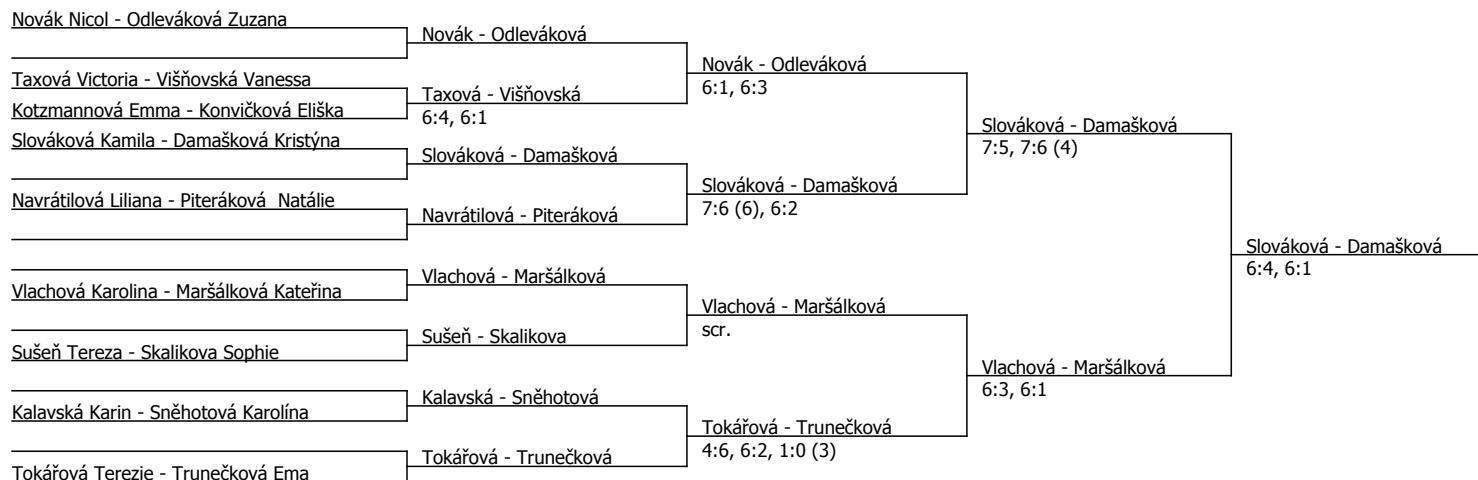 Novák Nicol - Odleváková Zuzana
Taxová Victoria - Višňovská Vanessa
Kotzmannová Emma - Konvičková Eliška
Slováková Kamila - Damašková Kristýna
Navrátilová Liliana - Piteráková  Natálie
Vlachová Karolina - Maršálková Kateřina
Sušeň Tereza - Skalikova Sophie
Kalavská Karin - Sněhotová Karolína
Tokářová Terezie - Trunečková Ema
Novák - Odleváková
Taxová - Višňovská
6:4, 6:1
Slováková - Damašková
Navrátilová - Piteráková
Vlachová - Maršálková
Sušeň - Skalikova
Kalavská - Sněhotová
Tokářová - Trunečková
Novák - Odleváková
6:1, 6:3
Slováková - Damašková
7:6 (6), 6:2
Vlachová - Maršálková
scr.
Tokářová - Trunečková
4:6, 6:2, 1:0 (3)
Slováková - Damašková
7:5, 7:6 (4)
Vlachová - Maršálková
6:3, 6:1
Slováková - Damašková
6:4, 6:1